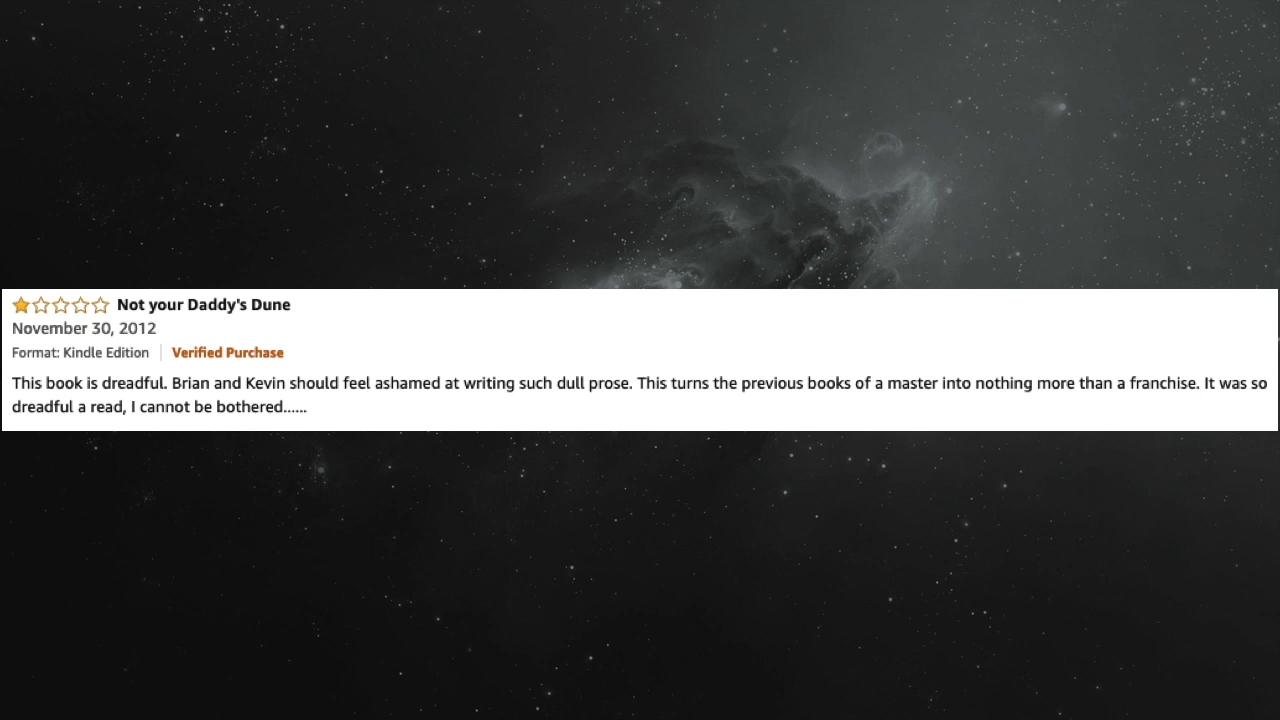 Not your Daddy's Dune
November 30, 2012
Format: Kindle Edition Verified Purchase
This book is dreadful. Brian and Kevin should feel ashamed at writing such dull prose. This turns the previous books of a master into nothing more than a franchise. It was so
dreadful a read, I cannot be bothered......